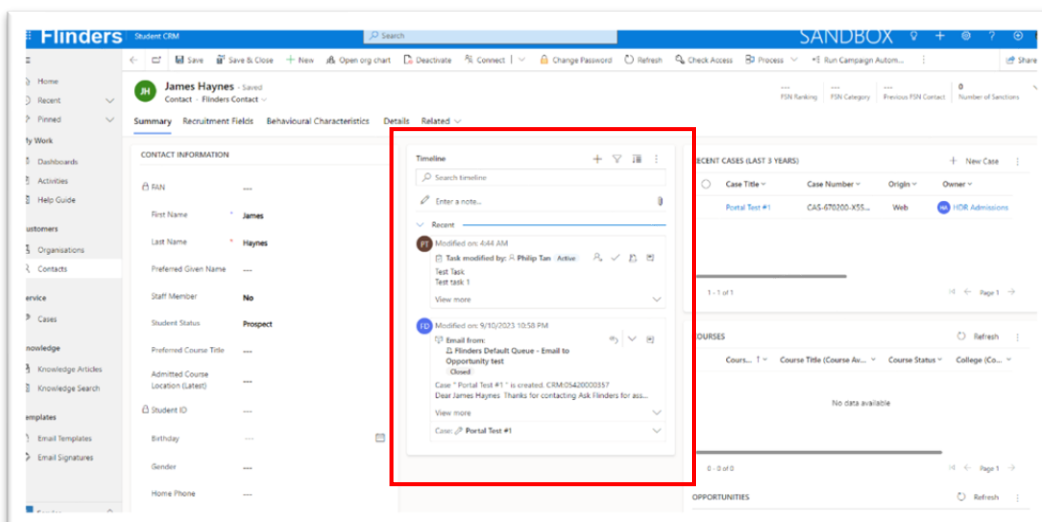 Flinders Student CRM Search SANDBOX
Save Save & Close New Open org chart Deactivate Connect Change Password Refresh Check Access Process Run Campaign Autom... Share
JH James Haynes - Saved
Contact - Flinders Contact
--- FSN Ranking --- FSN Category --- Previous FSN Contact 0 Number of Sanctions
Summary Recruitment Fields Behavioural Characteristics Details Related
Home
Recent
Pinned
My Work
Dashboards
Activities
Help Guide
ustomers
Organisations
Contacts
ervice
Cases
nowledge
Knowledge Articles
Knowledge Search
emplates
Email Templates
Email Signatures
CONTACT INFORMATION
FAN ---
First Name * James
Last Name * Haynes
Preferred Given Name ---
Staff Member No
Student Status Prospect
Preferred Course Title ---
Admitted Course
Location (Latest) ---
Student ID ---
Birthday ---
Gender ---
Home Phone ---
Timeline
Search timeline
Enter a note...
Recent
PT Modified on: 4:44 AM
Task modified by: Philip Tan Active
Test Task
Test task 1
View more
FD Modified on: 9/10/2023 10:58 PM
Email from:
Flinders Default Queue - Email to
Opportunity test
Closed
Case " Portal Test #1 " is created. CRM:05420000357
Dear James Haynes Thanks for contacting Ask Flinders for ass...
View more
Case: Portal Test #1
RECENT CASES (LAST 3 YEARS)
New Case
Case Title Case Number Origin Owner
Portal Test #1 CAS-670200-X5S... Web HA HDR Admissions
1 - 1 of 1 Page 1
COURSES Refresh
Cours... Course Title (Course Av... Course Status College (Co...
No data available
0 - 0 of 0 Page 1
OPPORTUNITIES Refresh